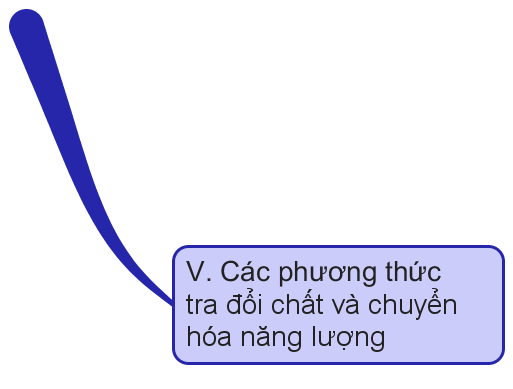 V. Các phương thức
tra đổi chất và chuyển
hóa năng lượng